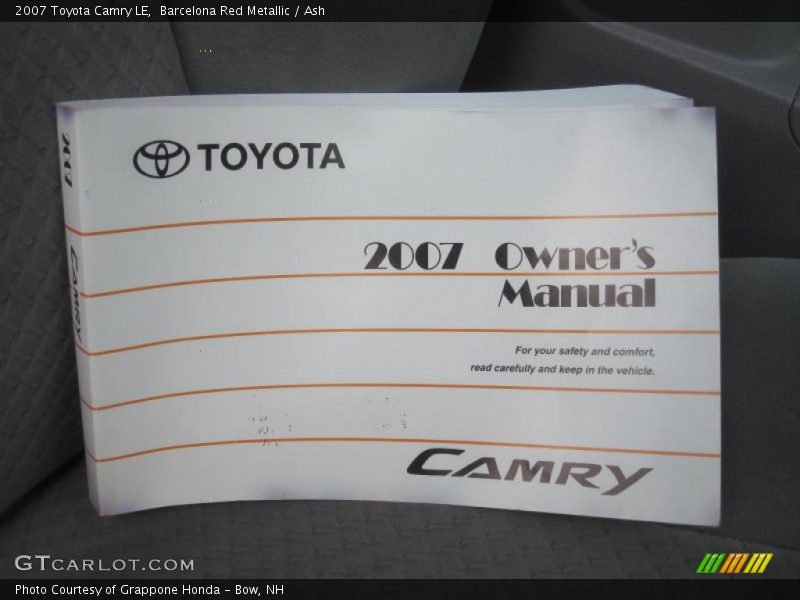 2007 Toyota Camry LE,  Barcelona Red Metallic / Ash
2007 CAMRY
TOYOTA
2007 Owner's
Manual
For your safety and comfort,
read carefully and keep in the vehicle.
CAMRY
GTCARLOT.COM
Photo Courtesy of Grappone Honda - Bow, NH